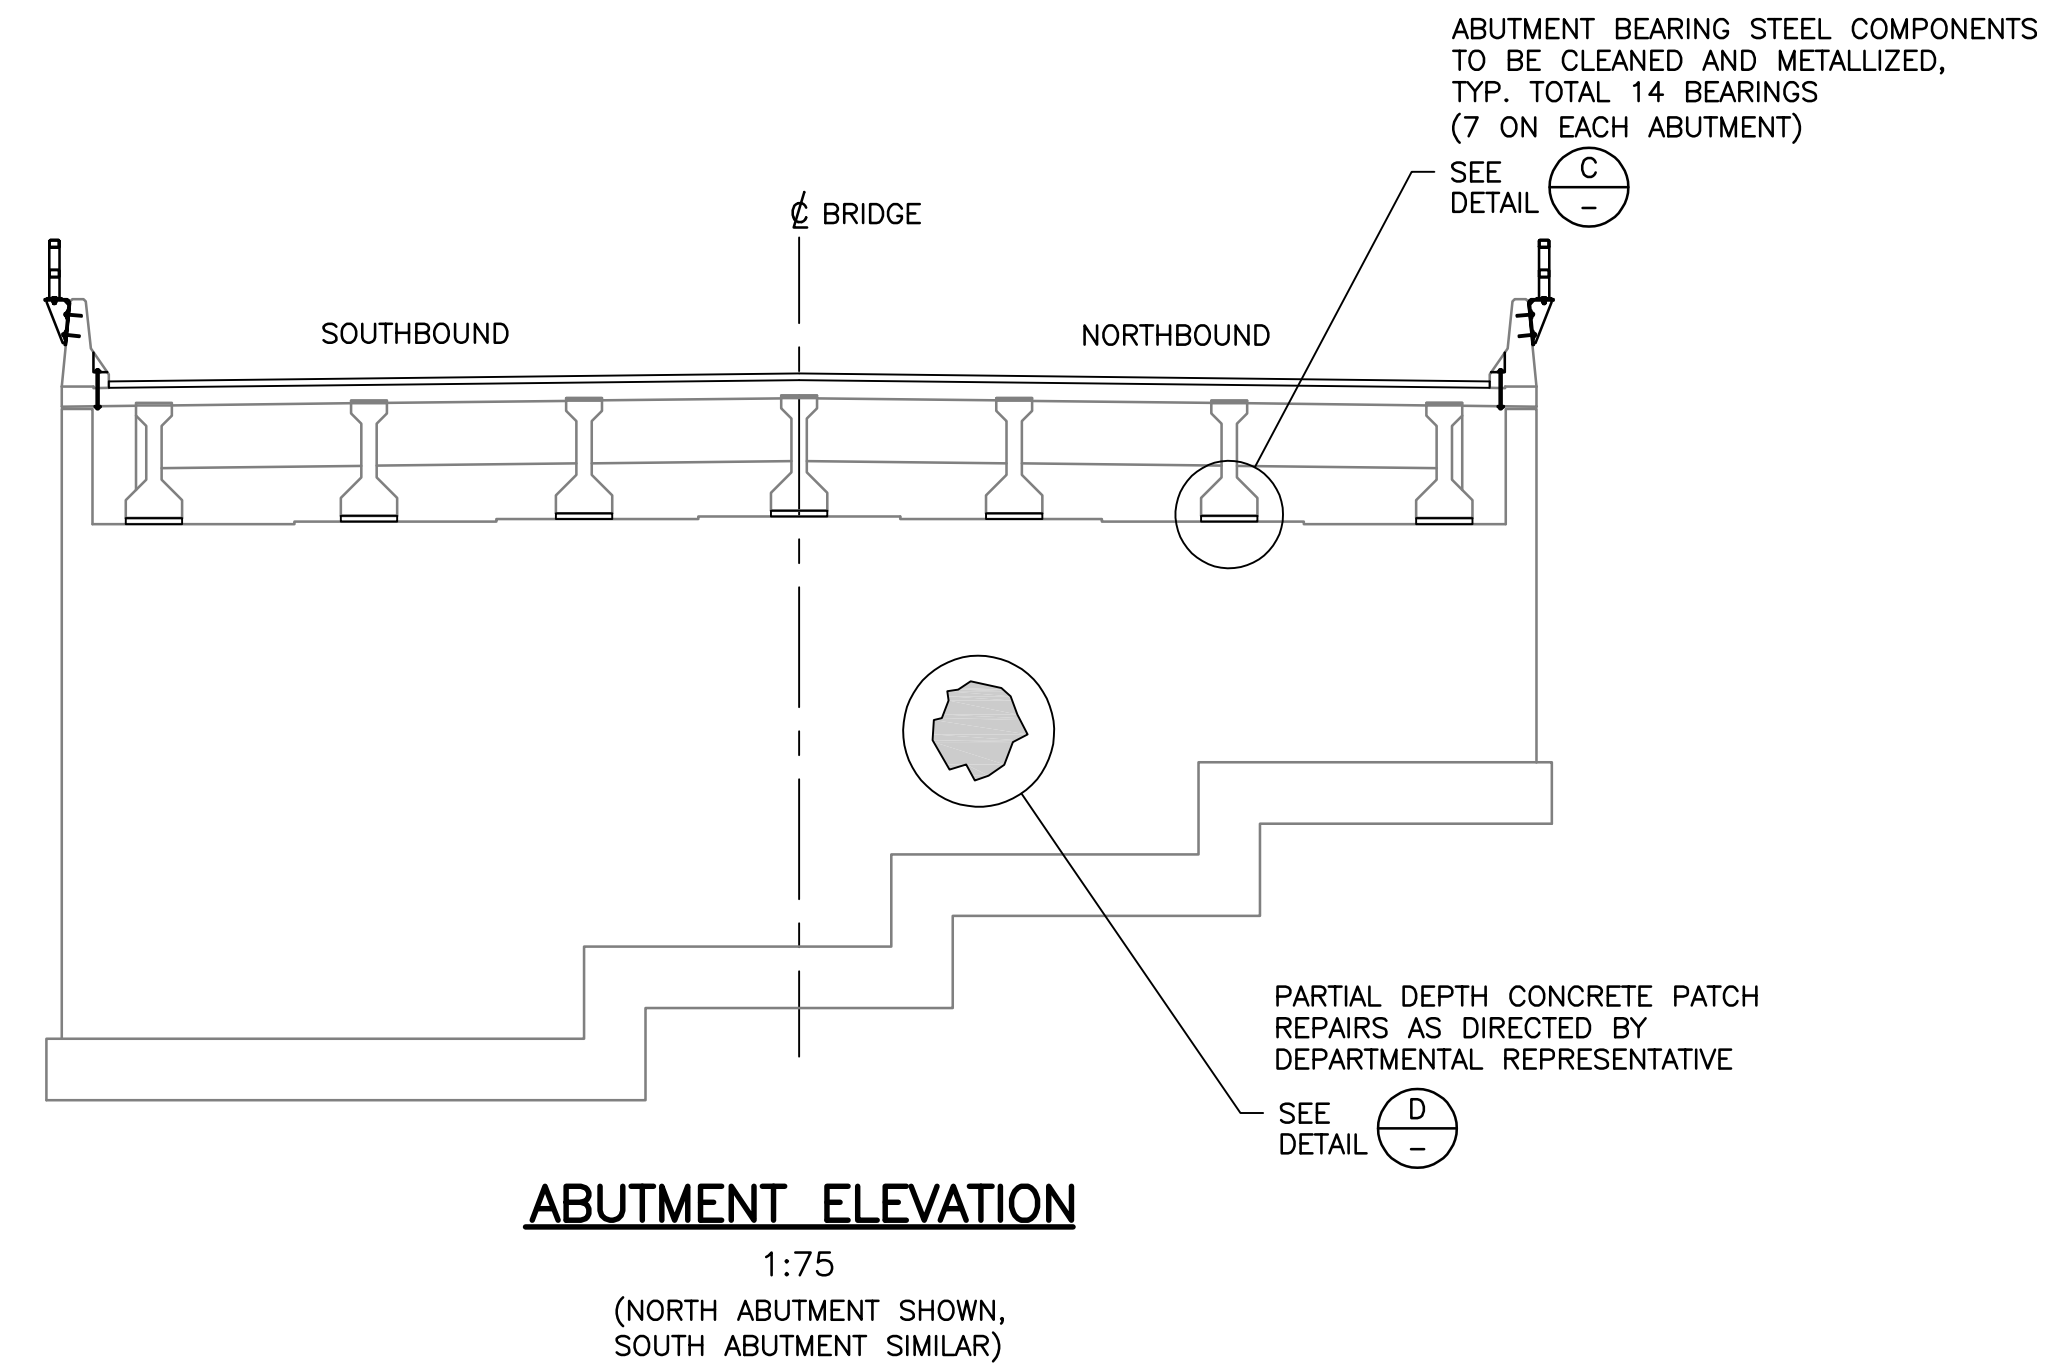 ABUTMENT BEARING STEEL COMPONENTS
TO BE CLEANED AND METALLIZED,
TYP. TOTAL 14 BEARINGS
(7 ON EACH ABUTMENT)
SEE
DETAIL
C
–
℄ BRIDGE
SOUTHBOUND
NORTHBOUND
PARTIAL DEPTH CONCRETE PATCH
REPAIRS AS DIRECTED BY
DEPARTMENTAL REPRESENTATIVE
SEE
DETAIL
D
–
ABUTMENT ELEVATION
1:75
(NORTH ABUTMENT SHOWN,
SOUTH ABUTMENT SIMILAR)